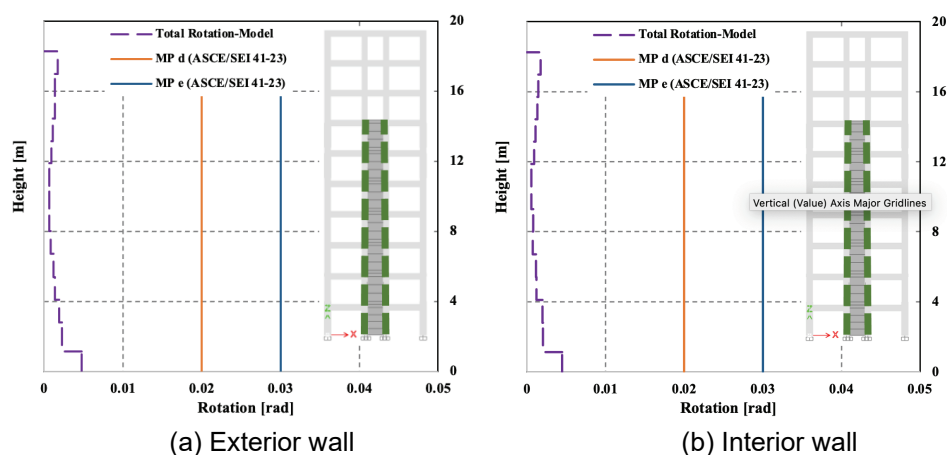 Total Rotation-Model
MP d (ASCE/SEI 41-23)
MP e (ASCE/SEI 41-23)
Height [m]
20
16
12
8
4
0
Z
X
0 0.01 0.02 0.03 0.04 0.05
Rotation [rad]
(a) Exterior wall
Total Rotation-Model
MP d (ASCE/SEI 41-23)
MP e (ASCE/SEI 41-23)
Height [m]
20
16
12
Vertical (Value) Axis Major Gridlines
8
4
0
Z
X
0 0.01 0.02 0.03 0.04 0.05
Rotation [rad]
(b) Interior wall